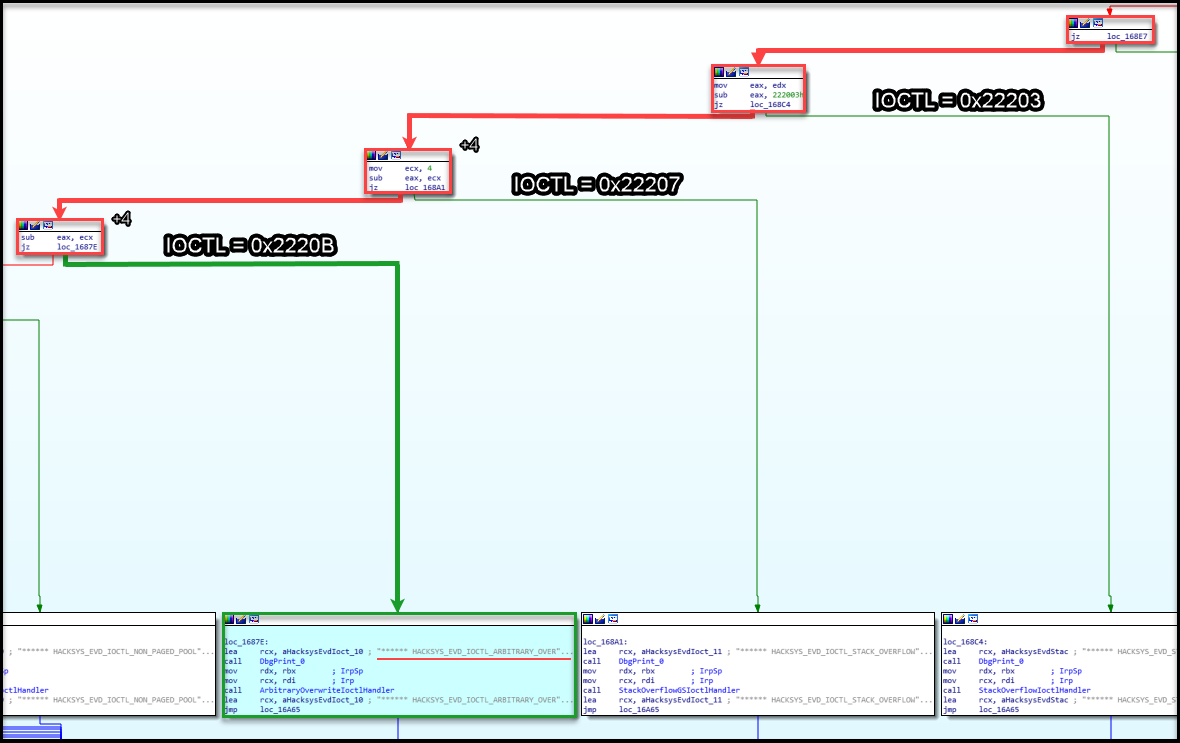 jz loc_168E7
mov eax, edx
sub eax, 222003h
jz loc_168C4
IOCTL = 0x22203
+4
mov ecx, 4
sub eax, ecx
jz loc_168A1
IOCTL = 0x22207
+4
sub eax, ecx
jz loc_1687E
IOCTL = 0x2220B
; "****** HACKSYS_EVD_IOCTL_NON_PAGED_POOL"...
p
octlHandler
; "****** HACKSYS_EVD_IOCTL_NON_PAGED_POOL"...
loc_1687E:
lea rcx, aHacksysEvdIoct_10 ; "****** HACKSYS_EVD_IOCTL_ARBITRARY_OVER"...
call DbgPrint_0
mov rdx, rbx ; IrpSp
mov rcx, rdi ; Irp
call ArbitraryOverwriteIoctlHandler
lea rcx, aHacksysEvdIoct_10 ; "****** HACKSYS_EVD_IOCTL_ARBITRARY_OVER"...
jmp loc_16A65
loc_168A1:
lea rcx, aHacksysEvdIoct_11 ; "****** HACKSYS_EVD_IOCTL_STACK_OVERFLOW"...
call DbgPrint_0
mov rdx, rbx ; IrpSp
mov rcx, rdi ; Irp
call StackOverflowGSIoctlHandler
lea rcx, aHacksysEvdIoct_11 ; "****** HACKSYS_EVD_IOCTL_STACK_OVERFLOW"...
jmp loc_16A65
loc_168C4:
lea rcx, aHacksysEvdStac ; "****** HACKSYS_EVD_S
call DbgPrint_0
mov rdx, rbx ; IrpSp
mov rcx, rdi ; Irp
call StackOverflowIoctlHandler
lea rcx, aHacksysEvdStac ; "****** HACKSYS_EVD_S
jmp loc_16A65